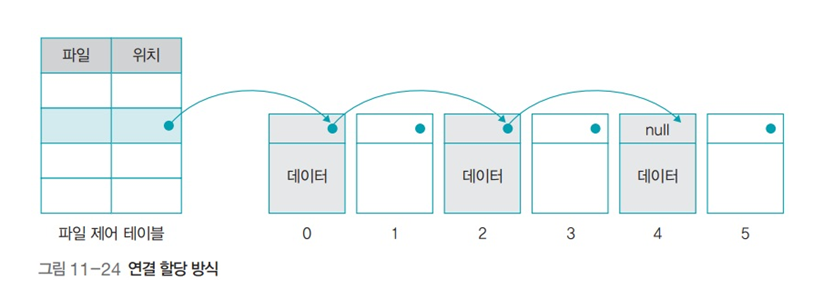 파일 위치
null
데이터 데이터 데이터
파일 제어 테이블 0 1 2 3 4 5
그림 11-24 연결 할당 방식